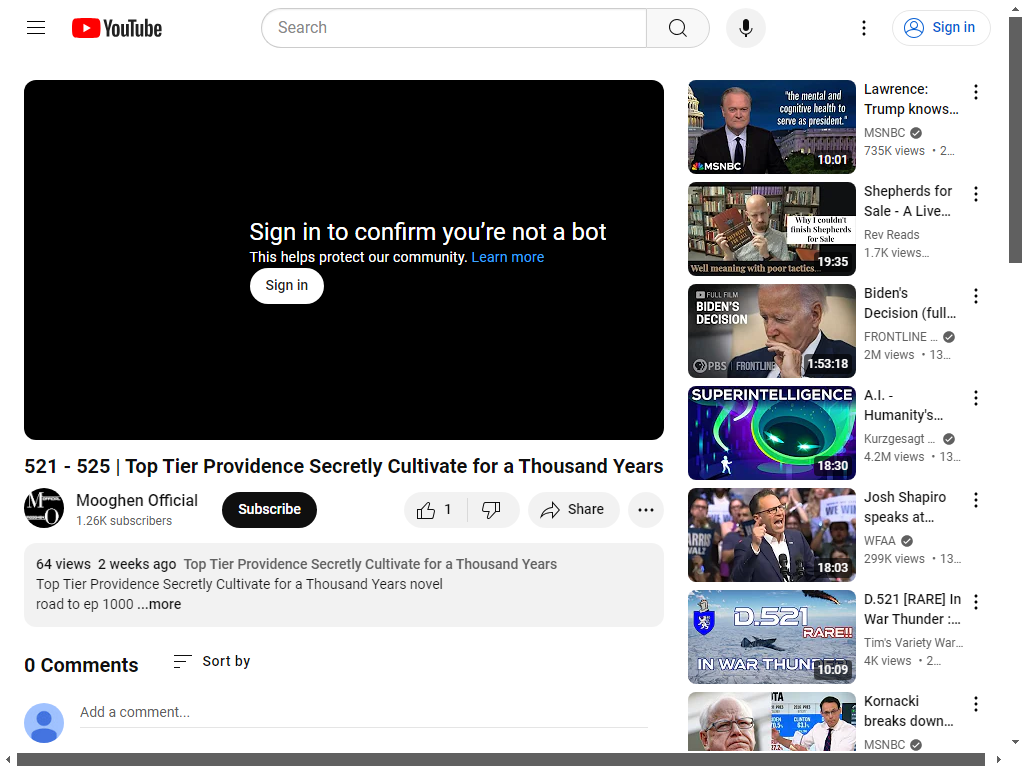 YouTube
Search
Sign in
Sign in to confirm you're not a bot
This helps protect our community. Learn more
Sign in
521 - 525 | Top Tier Providence Secretly Cultivate for a Thousand Years
Mooghen Official
1.26K subscribers
Subscribe
1
Share
64 views 2 weeks ago Top Tier Providence Secretly Cultivate for a Thousand Years
Top Tier Providence Secretly Cultivate for a Thousand Years novel
road to ep 1000 ...more
0 Comments
Sort by
Add a comment...
"the mental and
cognitive health to
serve as president."
MSNBC
10:01
Lawrence:
Trump knows...
MSNBC
735K views • 2...
Why I couldn't
finish Shepherds
for Sale
Well meaning with poor tactics...
19:35
Shepherds for
Sale - A Live...
Rev Reads
1.7K views...
FULL FILM
BIDEN'S
DECISION
PBS | FRONTLINE
1:53:18
Biden's
Decision (full...
FRONTLINE ...
2M views • 13...
SUPERINTELLIGENCE
18:30
A.I. -
Humanity's...
Kurzgesagt ...
4.2M views • 13...
18:03
Josh Shapiro
speaks at...
WFAA
299K views • 13...
D.521
RARE!!
IN WAR THUNDER
10:09
D.521 [RARE] In
War Thunder :...
Tim's Variety War...
4K views • 2...
CLINTON
Kornacki
breaks down...
MSNBC